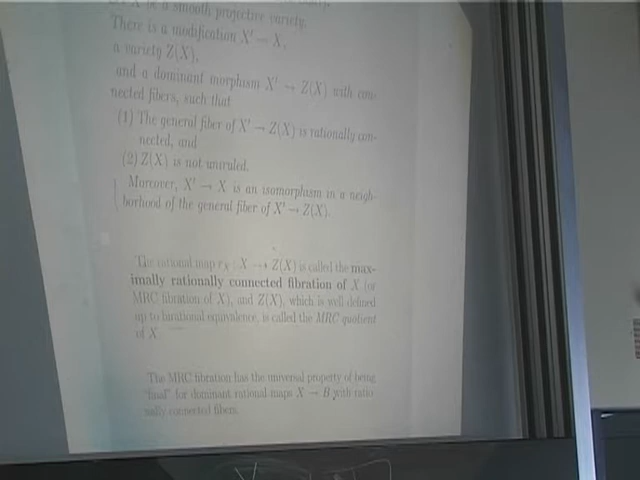 Let X be a smooth projective variety.
There is a modification X' → X,
a variety Z(X),
and a dominant morphism X' → Z(X) with con-
nected fibers, such that
(1) The general fiber of X' → Z(X) is rationally con-
nected, and
(2) Z(X) is not uniruled.
Marcover, X' → X is an isomorphism in a neigh-
borhood of the general fiber of X' → Z(X).
The rational map r_X : X ⇢ Z(X) is called the max-
imally rationally connected fibration of X (or
MRC fibration of X), and Z(X), which is well defined
up to birational equivalence, is called the MRC quotient
of X
The MRC fibration has the universal property of being
"final" for dominant rational maps X → B with ratio-
nally connected fibers.